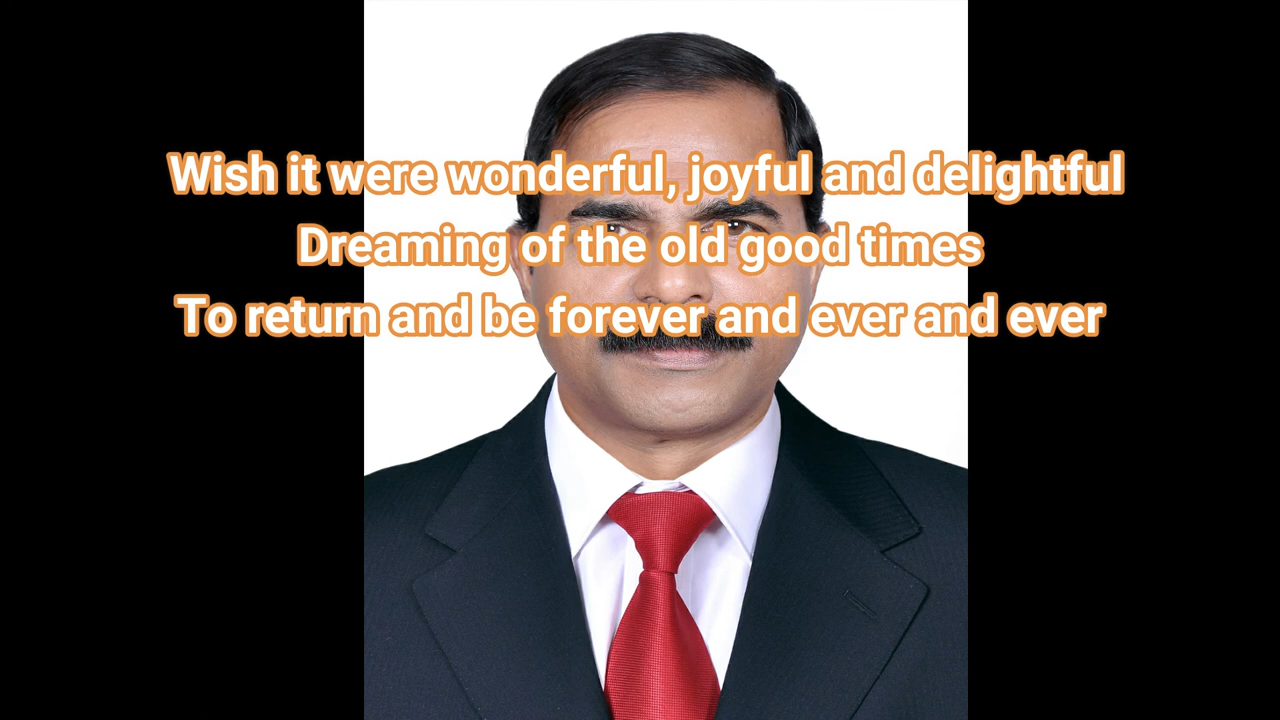 Wish it were wonderful, joyful and delightful
Dreaming of the old good times
To return and be forever and ever and ever